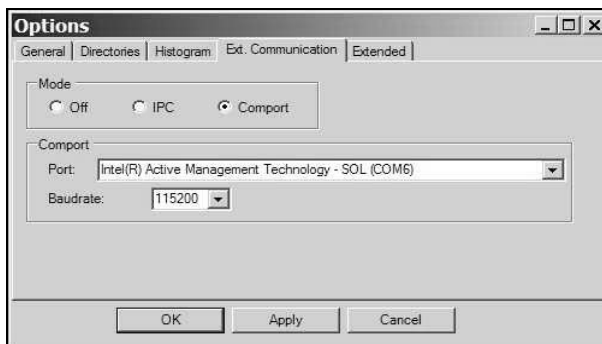 Options
General Directories Histogram Ext. Communication Extended
Mode
Off IPC Comport
Comport
Port: Intel(R) Active Management Technology - SOL (COM6)
Baudrate: 115200
OK Apply Cancel